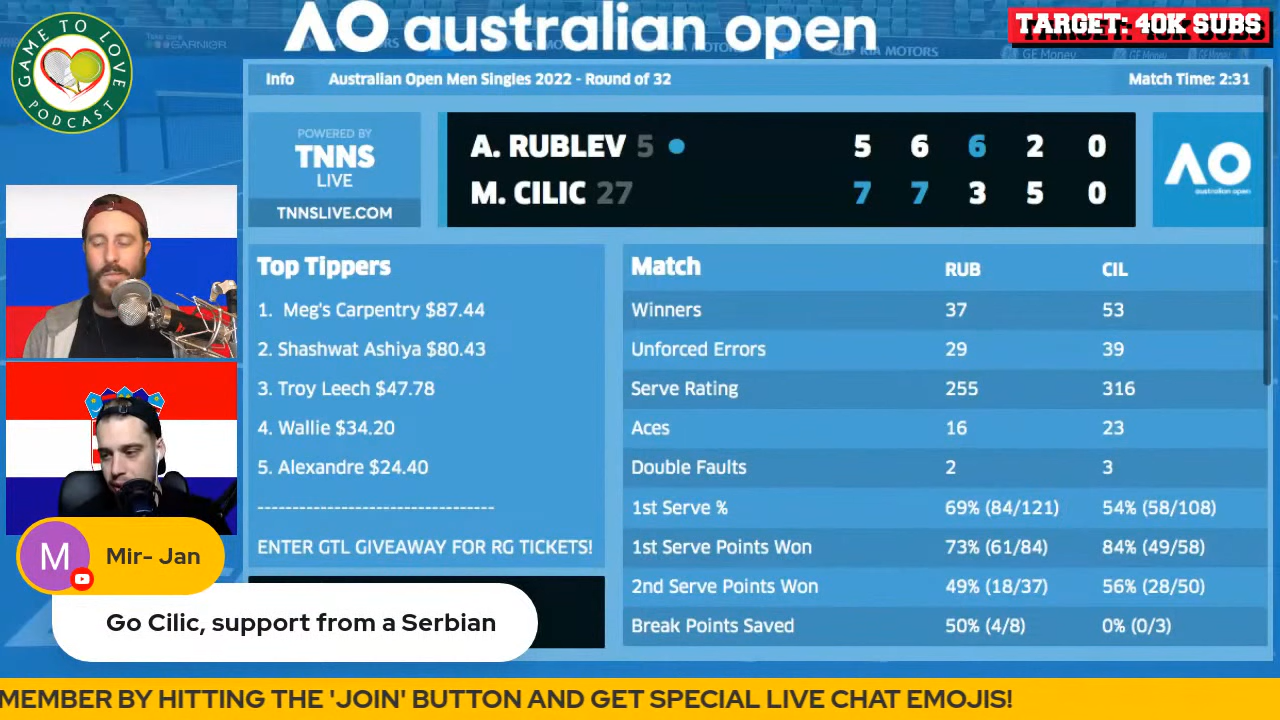 GAME TO LOVE
PODCAST
AO australian open
TARGET: 40K SUBS
GARNIER
KIA MOTORS
GE Money
Info
Australian Open Men Singles 2022 - Round of 32
Match Time: 2:31
POWERED BY
TNNS
LIVE
TNNSLIVE.COM
A. RUBLEV 5 5 6 6 2 0
M. CILIC 27 7 7 3 5 0
AO
australian open
Top Tippers
1. Meg's Carpentry $87.44
2. Shashwat Ashiya $80.43
3. Troy Leech $47.78
4. Wallie $34.20
5. Alexandre $24.40
----------------------------------
ENTER GTL GIVEAWAY FOR RG TICKETS!
Match RUB CIL
Winners 37 53
Unforced Errors 29 39
Serve Rating 255 316
Aces 16 23
Double Faults 2 3
1st Serve % 69% (84/121) 54% (58/108)
1st Serve Points Won 73% (61/84) 84% (49/58)
2nd Serve Points Won 49% (18/37) 56% (28/50)
Break Points Saved 50% (4/8) 0% (0/3)
M
Mir- Jan
Go Cilic, support from a Serbian
MEMBER BY HITTING THE 'JOIN' BUTTON AND GET SPECIAL LIVE CHAT EMOJIS!